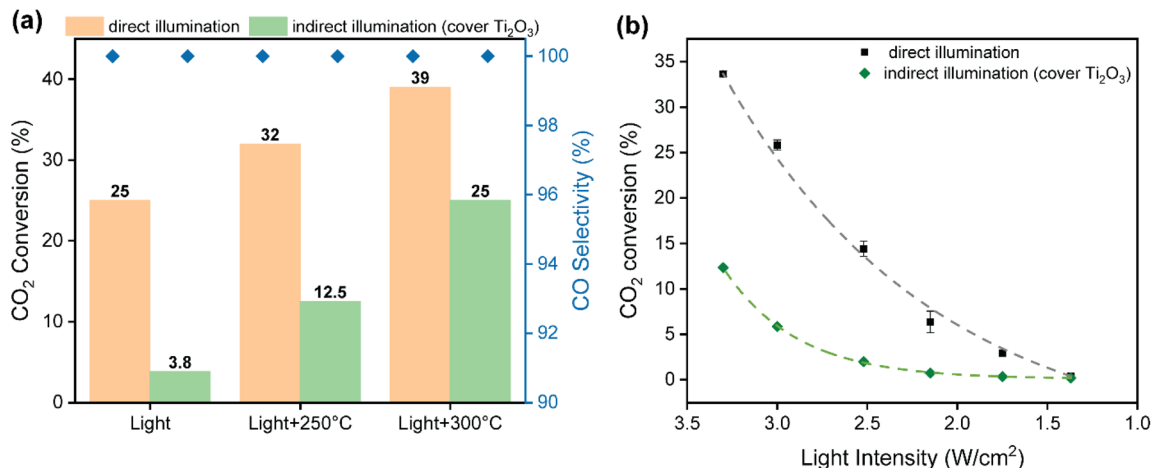 (a)
direct illumination
indirect illumination (cover Ti₂O₃)
CO₂ Conversion (%)
40
30
20
10
0
25
3.8
32
12.5
39
25
Light
Light+250°C
Light+300°C
100
98
96
94
92
90
CO Selectivity (%)
(b)
direct illumination
indirect illumination (cover Ti₂O₃)
CO₂ conversion (%)
35
30
25
20
15
10
5
0
3.5
3.0
2.5
2.0
1.5
1.0
Light Intensity (W/cm²)